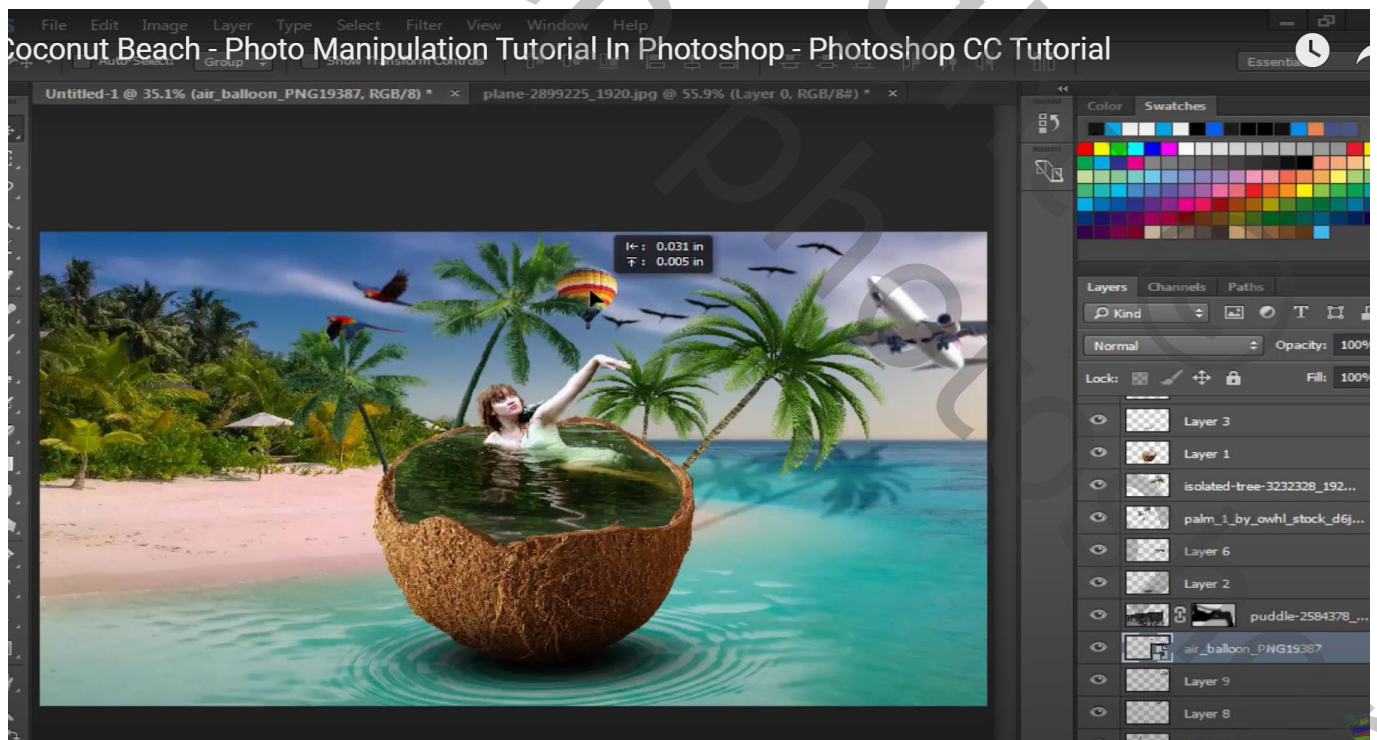 File Edit Image Layer Type Select Filter View Window Help
Coconut Beach - Photo Manipulation Tutorial In Photoshop - Photoshop CC Tutorial
Auto-Select: Group Show Transform Controls
Essentia
Untitled-1 @ 35.1% (air_balloon_PNG19387, RGB/8) * × plane-2899225_1920.jpg @ 55.9% (Layer 0, RGB/8#) * ×
Color Swatches
0.031 in
0.005 in
Layers Channels Paths
Kind
Normal Opacity: 100%
Lock: Fill: 100%
Layer 3
Layer 1
isolated-tree-3232328_192...
palm_1_by_owhl_stock_d6j...
Layer 6
Layer 2
puddle-2584378_...
air_balloon_PNG19387
Layer 9
Layer 8